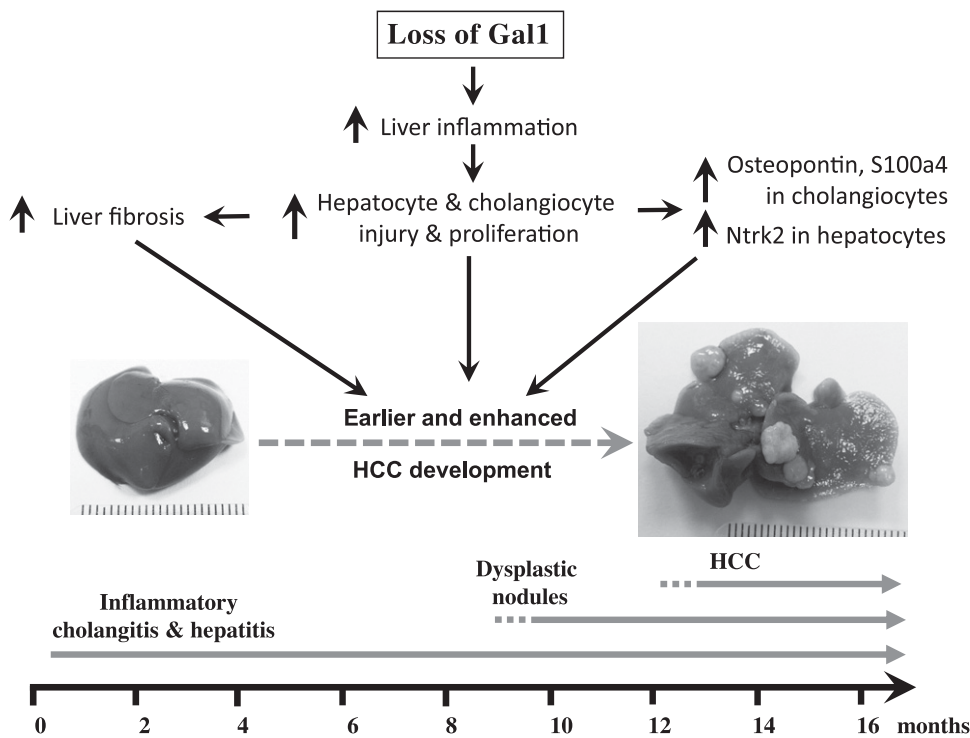 Loss of Gal1
Liver inflammation
Liver fibrosis
Hepatocyte & cholangiocyte
injury & proliferation
Osteopontin, S100a4
in cholangiocytes
Ntrk2 in hepatocytes
Earlier and enhanced
HCC development
HCC
Dysplastic
nodules
Inflammatory
cholangitis & hepatitis
0 2 4 6 8 10 12 14 16 months